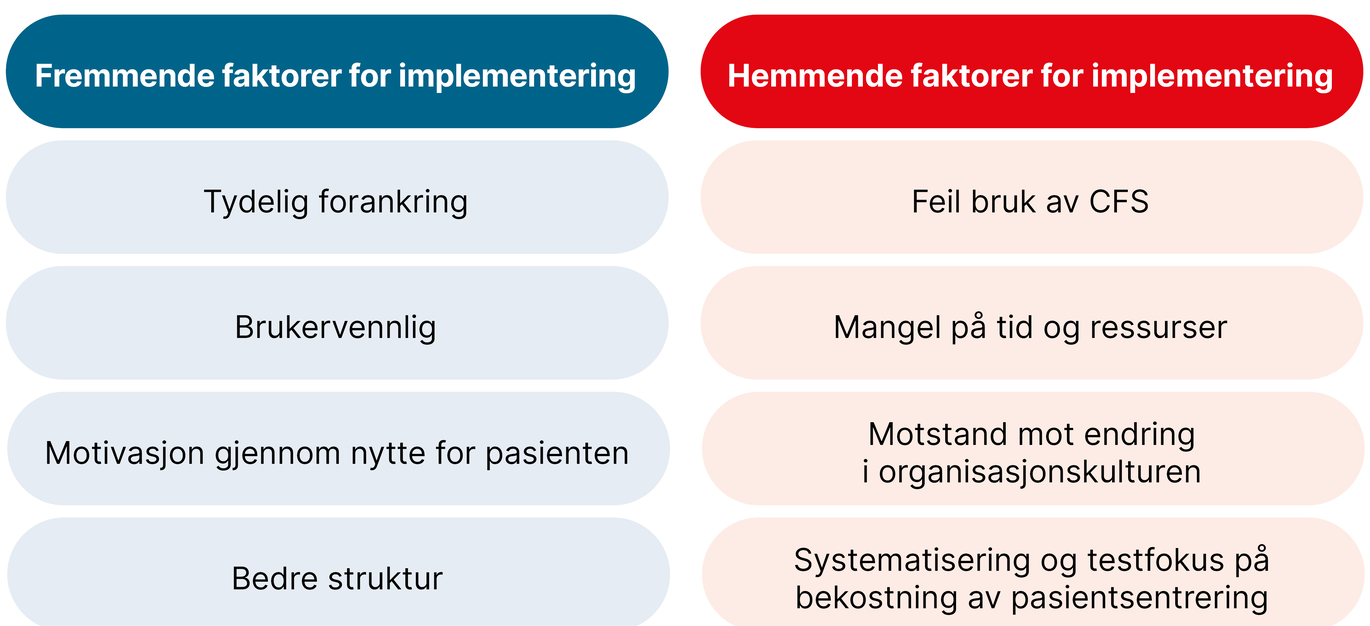 Fremmende faktorer for implementering
Tydelig forankring
Brukervennlig
Motivasjon gjennom nytte for pasienten
Bedre struktur
Hemmende faktorer for implementering
Feil bruk av CFS
Mangel på tid og ressurser
Motstand mot endring
i organisasjonskulturen
Systematisering og testfokus på
bekostning av pasientsentrering